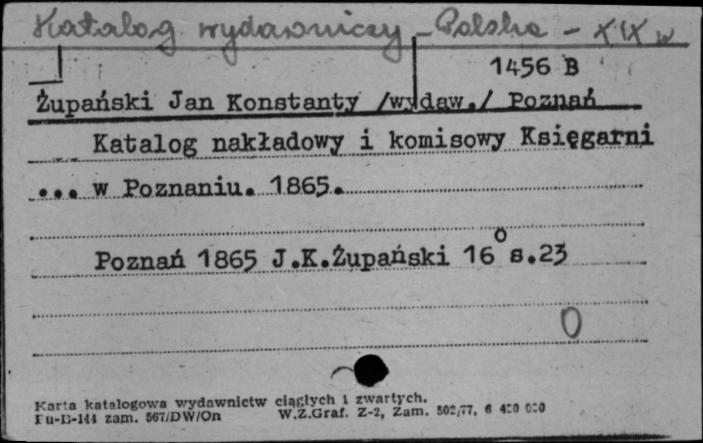 Katalog wydawniczy - Polska - XIX w
1456 B
Żupański Jan Konstanty /wydaw./ Poznań
Katalog nakładowy i komisowy Księgarni
... w Poznaniu. 1865.
Poznań 1865 J.K.Żupański 16° s.23
0
Karta katalogowa wydawnictw ciągłych i zwartych.
Pu-B-144 zam. 567/DW/On W.Z.Graf. Z-2, Zam. 502/77, 6 400 000